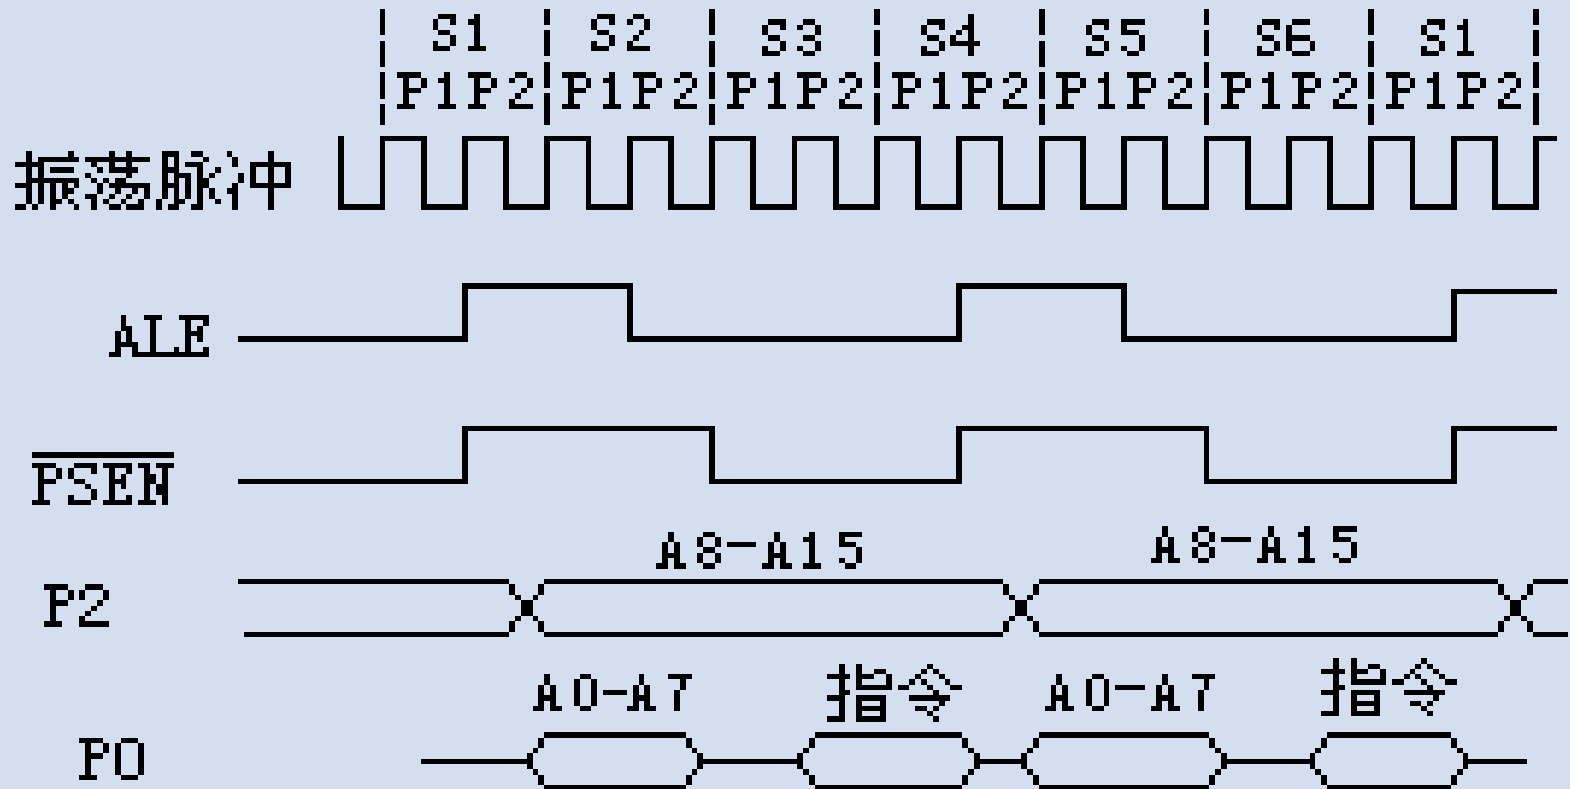 S1 S2 S3 S4 S5 S6 S1
P1P2 P1P2 P1P2 P1P2 P1P2 P1P2 P1P2
振荡脉冲
ALE
PSEN
A8-A15 A8-A15
P2
A0-A7 指令 A0-A7 指令
P0